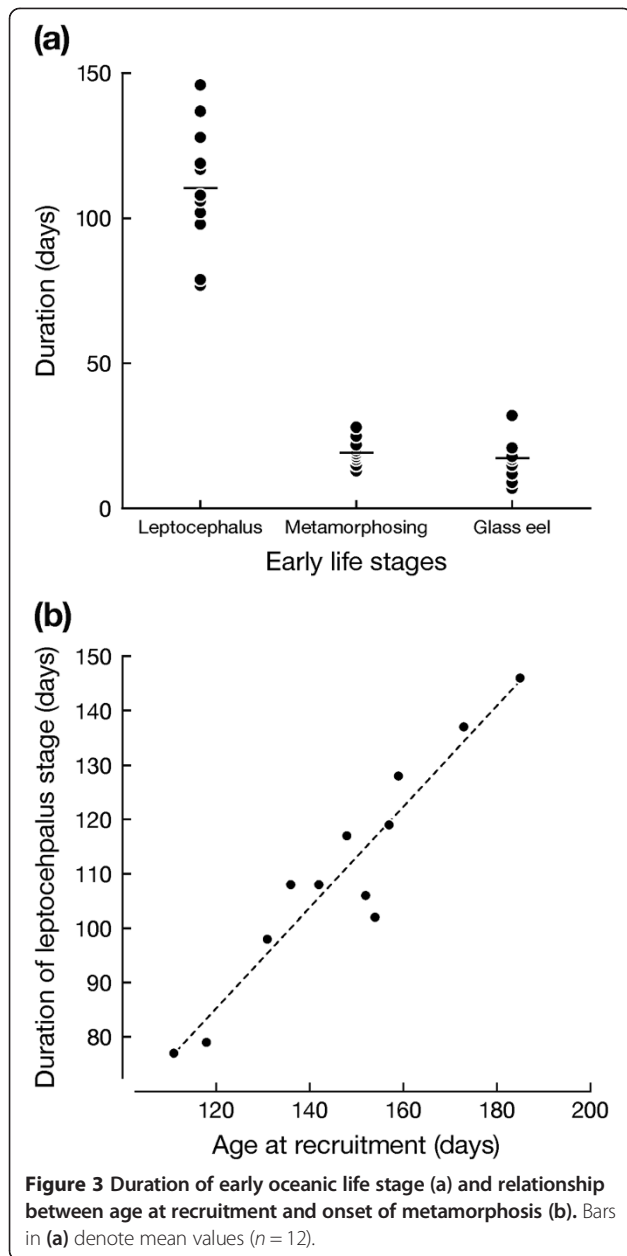 (a)
150
100
50
0
Duration (days)
Leptocephalus Metamorphosing Glass eel
Early life stages
(b)
150
140
130
120
110
100
90
80
Duration of leptocehpalus stage (days)
120 140 160 180 200
Age at recruitment (days)
Figure 3 Duration of early oceanic life stage (a) and relationship
between age at recruitment and onset of metamorphosis (b). Bars
in (a) denote mean values (n = 12).